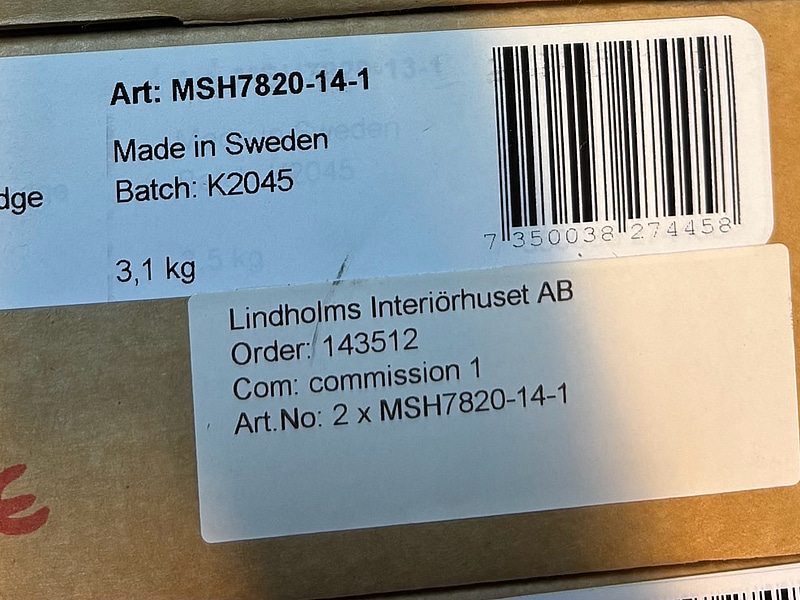 Art: MSH7820-14-1
Made in Sweden
Batch: K2045
dge
3,1 kg
7 350038 274458
Lindholms Interiörhuset AB
Order: 143512
Com: commission 1
Art.No: 2 x MSH7820-14-1